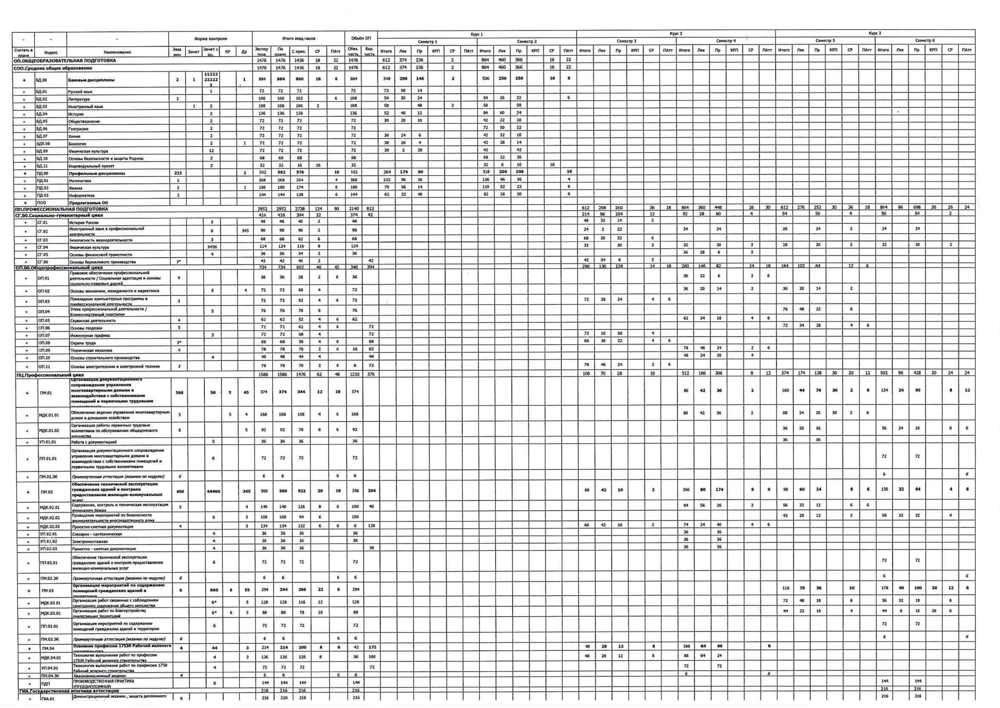 - - - Форма контроля Итого акад.часов Объём ОП Курс 1 Курс 2 Курс 3
Семестр 1 Семестр 2 Семестр 3 Семестр 4 Семестр 5 Семестр 6
Считать в плане Индекс Наименование Экза мен Зачет Зачет с оц. КР Др Экспер тное По плану С преп. СР ПАтт Обяз. часть Вар. часть Итого Лек Пр КРП СР ПАтт Итого Лек Пр КРП СР ПАтт Итого Лек Пр КРП СР ПАтт Итого Лек Пр КРП СР ПАтт Итого Лек Пр КРП СР ПАтт Итого Лек Пр КРП СР ПАтт
ОП.ОБЩЕОБРАЗОВАТЕЛЬНАЯ ПОДГОТОВКА 1476 1476 1436 18 22 1476 612 374 236 2 864 460 366 16 22
СОО.Среднее общее образование 1476 1476 1436 18 22 1476 612 374 236 2 864 460 366 16 22
+ БД.00 Базовые дисциплины 2 1 11222 22222 2 1 884 884 860 18 6 884 348 200 146 2 536 256 258 16 6
+ БД.01 Русский язык 1 72 72 72 72 72 58 14
+ БД.02 Литература 2 108 108 102 6 108 54 30 24 54 26 22 6
+ БД.03 Иностранный язык 1 2 108 108 106 2 108 50 48 2 58 58
+ БД.04 История 2 136 136 136 136 52 40 12 84 60 24
+ БД.05 Обществознание 2 72 72 72 72 30 20 10 42 22 20
+ БД.06 География 2 72 72 72 72 72 50 22
+ БД.07 Химия 2 72 72 72 72 30 24 6 42 32 10
+ БДб.08 Биология 2 1 72 72 72 72 30 26 4 42 28 14
+ БД.09 Физическая культура 12 72 72 72 72 30 2 28 42 42
+ БД.10 Основы безопасности и защиты Родины 2 68 68 68 68 68 32 36
+ БД.11 Индивидуальный проект 2 32 32 16 16 32 32 6 10 16
+ ПД.00 Профильные дисциплины 222 1 592 592 576 16 592 264 174 90 328 204 108 16
+ ПД.01 Математика 2 268 268 264 4 268 132 96 36 136 96 36 4
+ ПД.02 Физика 2 1 180 180 174 6 180 70 56 14 110 82 22 6
+ ПД 03 Информатика 2 144 144 138 6 144 62 22 40 82 26 50 6
+ ПОО Предлагаемые ОО
ПП.ПРОФЕССИОНАЛЬНАЯ ПОДГОТОВКА 2952 2952 2738 124 90 2140 812 612 298 260 36 18 864 360 448 26 30 612 276 252 30 36 18 864 96 698 20 26 24
СГ.00.Социально-гуманитарный цикл 416 416 394 22 374 42 214 98 104 12 92 28 60 4 54 50 4 56 54 2
+ СГ.01 История России 3 48 48 46 2 48 48 32 14 2
+ СГ.02 Иностранный язык в профессиональной деятельности 6 345 98 98 96 2 98 24 2 22 24 24 26 24 2 24 24
+ СГ.03 Безопасность жизнедеятельности 3 68 68 62 6 68 68 30 32 6
+ СГ.04 Физическая культура 3456 124 124 116 8 124 32 30 2 32 30 2 28 26 2 32 30 2
+ СГ.05 Основы финансовой грамотности 4 36 36 34 2 36 36 28 6 2
+ СГ.06 Основы бережливого производства 3* 42 42 40 2 42 42 34 6 2
ОП.00.Общепрофессиональный цикл 734 734 652 40 42 340 394 290 130 128 14 18 260 146 82 14 18 184 102 64 12 6
+ ОП.01 Правовое обеспечение профессиональной деятельности / Социальная адаптация и основы социально-правовых знаний 4 36 36 28 2 6 36 36 22 6 2 6
+ ОП.02 Основы экономики, менеджмента и маркетинга 5 4 72 72 68 4 72 36 20 14 2 36 20 14 2
+ ОП.03 Прикладные компьютерные программы в профессиональной деятельности 3 72 72 62 4 6 72 72 38 24 4 6
+ ОП.04 Этика профессиональной деятельности / Коммуникативный практикум 5 76 76 70 6 76 76 48 22 6
+ ОП.05 Сервисная деятельность 4 62 62 52 4 6 62 62 34 18 4 6
+ ОП.06 Основы геодезии 5 72 72 62 4 6 72 72 34 28 4 6
+ ОП.07 Инженерная графика 3 72 72 68 4 72 72 10 58 4
+ ОП.08 Охрана труда 3* 68 68 58 4 6 68 68 36 22 4 6
+ ОП.09 Техническая механика 4 78 78 70 2 6 16 62 78 46 24 2 6
+ ОП.10 Основы строительного производства 4 48 48 44 4 48 48 24 20 4
+ ОП.11 Основы электротехники и электронной техники 3 78 78 70 2 6 6 72 78 46 24 2 6
ПЦ.Профессиональный цикл 1586 1586 1476 62 48 1210 376 108 70 28 10 512 186 306 8 12 374 174 138 30 20 12 592 96 428 20 24 24
+ ПМ.01 Организация документационного сопровождения управления многоквартирными домами и взаимодействия с собственниками помещений и первичными трудовыми 566 56 5 45 374 374 344 12 18 374 80 42 36 2 160 44 78 30 2 6 134 24 90 8 12
+ МДК.01.01 Обеспечение ведения управления многоквартирным домом и домашним хозяйством 5 5 4 168 168 158 4 6 168 80 42 36 2 88 24 26 30 2 6
+ МДК.01.02 Организация работы первичных трудовых коллективов по обслуживанию общедомового имущества 6 5 92 92 78 8 6 92 36 20 16 56 24 18 8 6
+ УП.01.01 Работа с документацией 5 36 36 36 36 36 36
+ ПП.01.01 Организация документационного сопровождения управления многоквартирными домами и взаимодействия с собственниками помещений и первичными трудовыми коллективами 6 72 72 72 72 72 72
+ ПМ.01.ЭК Промежуточная аттестация (экзамен по модулю) 6 6 6 6 6 6 6
+ ПМ.02 Обеспечение технической эксплуатации гражданских зданий и контроля предоставления жилищно-коммунальных услуг 456 44466 345 560 560 522 20 18 356 204 60 42 16 2 266 80 174 6 6 98 60 24 8 6 136 32 94 4 6
+ МДК.02.01 Содержание, контроль и техническая эксплуатация жилищного фонда 5 4 140 140 126 8 6 100 40 84 56 26 2 56 32 12 6 6
+ МДК.02.02 Проведение мероприятий по безопасности жизнедеятельности многоквартирного дома 6 5 100 100 94 6 100 42 28 12 2 58 32 22 4
+ МДК.02.03 Проектно-сметная документация 4 3 134 134 122 6 6 6 128 60 42 16 2 74 24 40 4 6
+ УП.02.01 Слесарно - сантехническая 4 36 36 36 36 36 36
+ УП.02.02 Электромонтажная 4 36 36 36 36 36 36
+ УП.02.03 Проектно - сметная документация 4 36 36 36 36 36 36
+ ПП.02.01 Обеспечение технической эксплуатации гражданских зданий и контроля предоставления жилищно-коммунальных услуг 6 72 72 72 72 72 72
+ ПМ.02.ЭК Промежуточная аттестация (экзамен по модулю) 6 6 6 6 6 6 6
+ ПМ.03 Организация мероприятий по содержанию помещений гражданских зданий и территории 6 666 6 55 294 294 266 22 6 294 116 70 36 10 178 40 100 20 12 6
+ МДК.03.01 Организация работ связанных с соблюдением санитарного содержания общего имущества 6* 5 128 128 116 12 128 72 48 18 6 56 32 18 6
+ МДК.03.02 Организация работ по благоустройству прилегающих территорий 6* 6 5 88 88 78 10 88 44 22 18 4 44 8 10 20 6
+ ПП.03.01 Организация мероприятий по содержанию помещений гражданских зданий и территории 6 72 72 72 72 72 72
+ ПМ.03.ЭК Промежуточная аттестация (экзамен по модулю) 6 6 6 6 6 6 6
+ ПМ.04 Освоение профессии 17530 Рабочий зеленого строительства 4 44 3 214 214 200 8 6 42 172 48 28 12 8 166 64 96 6
+ МДК.04.01 Технология выполнения работ по профессии 17530 Рабочий зеленого строительства 4 3 136 136 128 8 36 100 48 28 12 8 88 64 24
+ УП.04.01 Технология выполнения работ по профессии 1750 Рабочий зеленого строительства 4 72 72 72 72 72 72
+ ПМ.04.ЭК Квалификационный экзамен 4 6 6 6 6 6 6
+ ПДП ПРОИЗВОДСТВЕННАЯ ПРАКТИКА (ПРЕДДИПЛОМНАЯ) 6 144 144 144 144 144 144
ГИА.Государственная итоговая аттестация 216 216 216 216 216 216
+ ГИА.01 Демонстрационный экзамен , защита дипломного 6 216 216 216 216 216 216